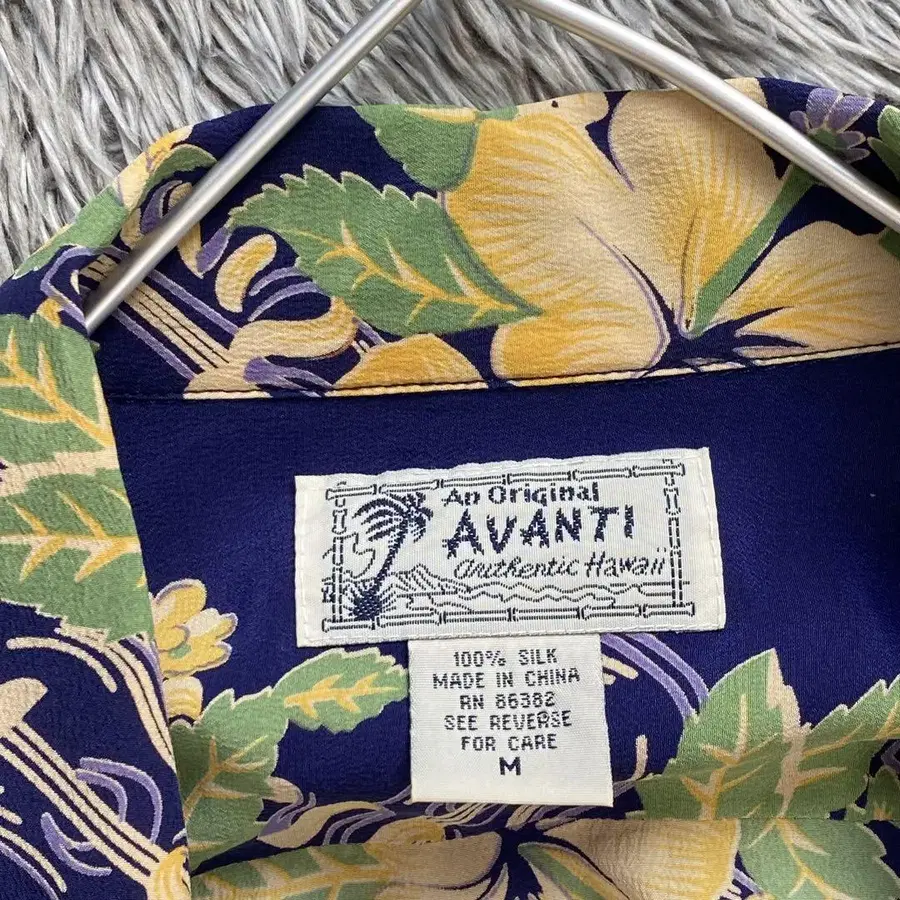 An Original
AVANTI
authentic Hawaii
100% SILK
MADE IN CHINA
RN 86382
SEE REVERSE
FOR CARE
M